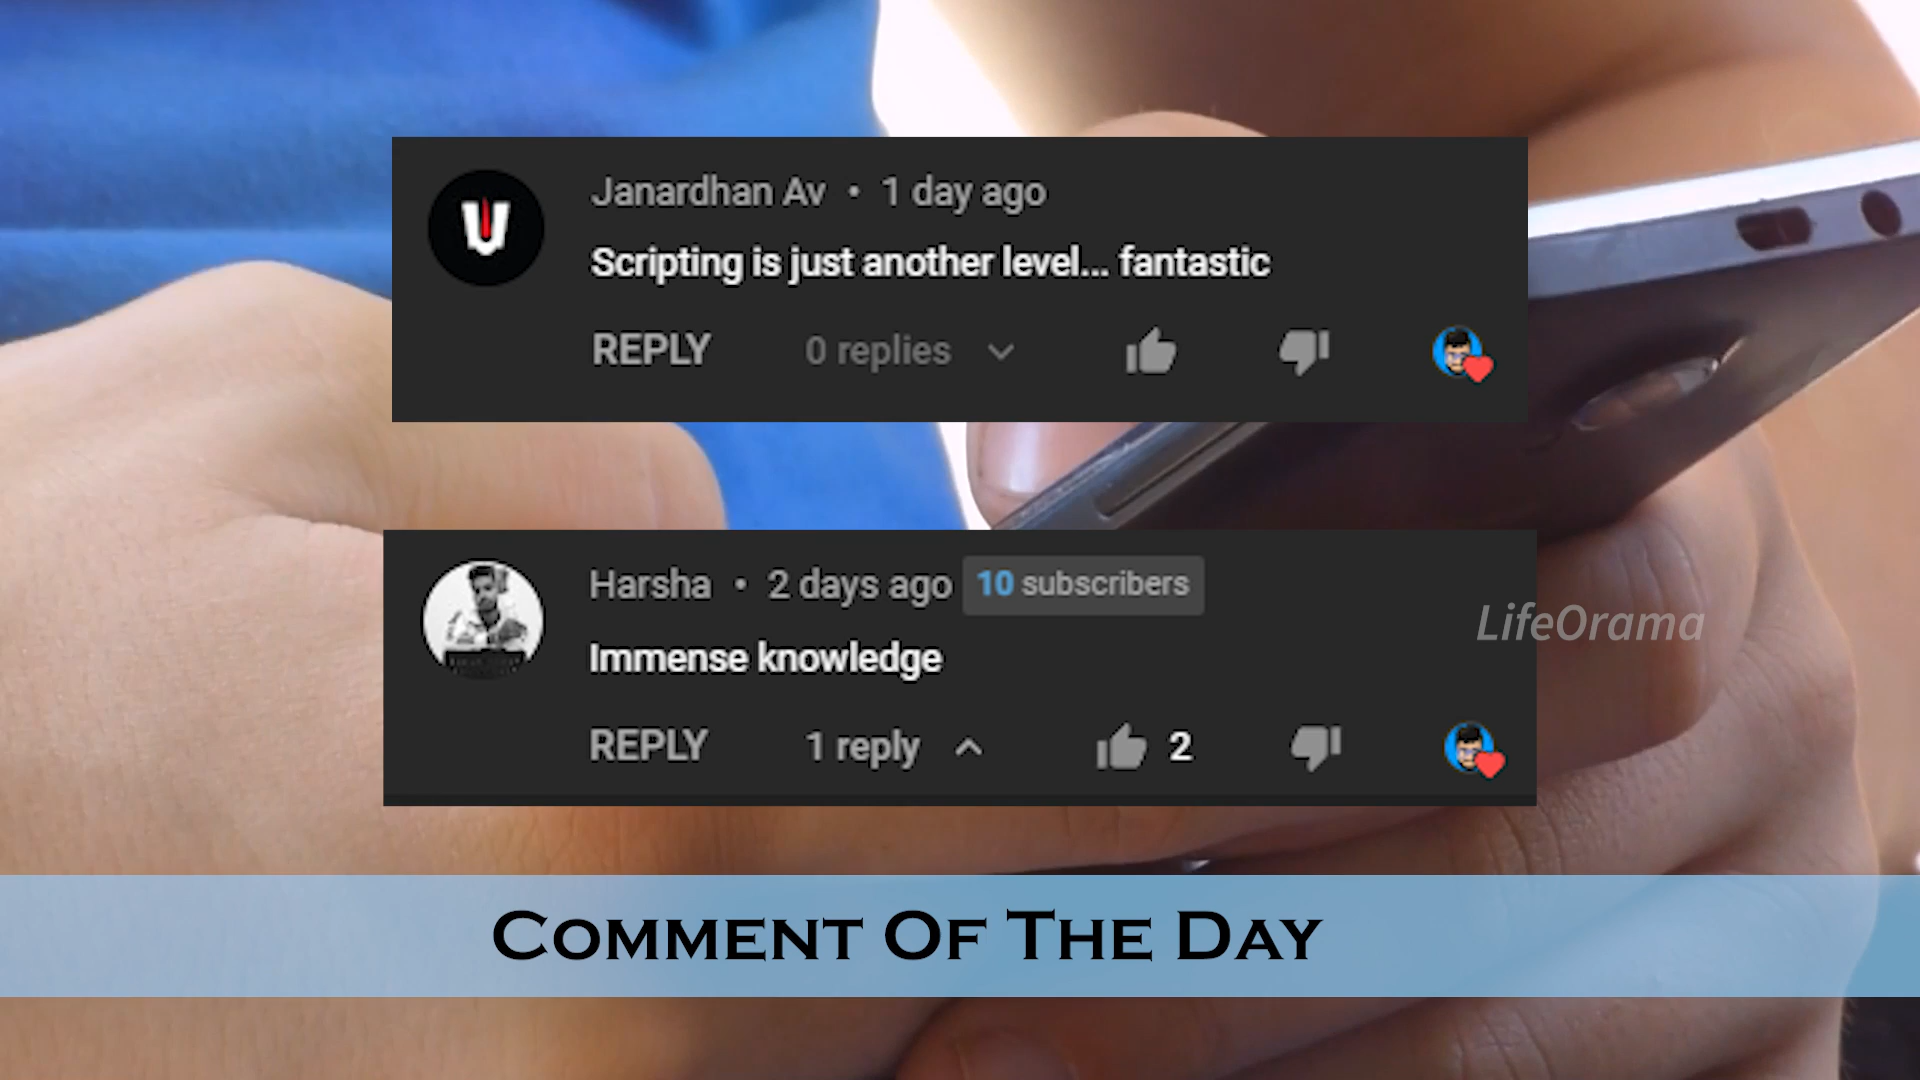 Janardhan Av • 1 day ago
Scripting is just another level... fantastic
REPLY 0 replies
Harsha • 2 days ago 10 subscribers
Immense knowledge
REPLY 1 reply 2
LifeOrama
Comment Of The Day